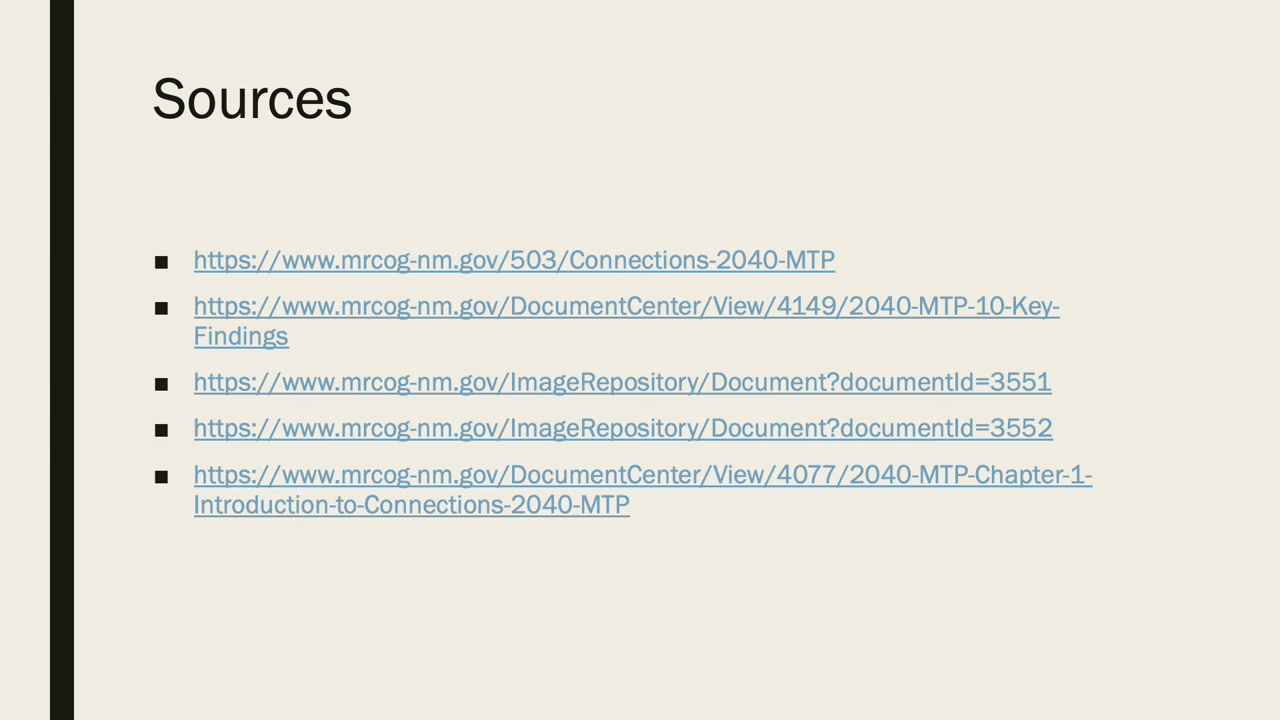 Sources
■ https://www.mrcog-nm.gov/503/Connections-2040-MTP
■ https://www.mrcog-nm.gov/DocumentCenter/View/4149/2040-MTP-10-Key-
Findings
■ https://www.mrcog-nm.gov/ImageRepository/Document?documentId=3551
■ https://www.mrcog-nm.gov/ImageRepository/Document?documentId=3552
■ https://www.mrcog-nm.gov/DocumentCenter/View/4077/2040-MTP-Chapter-1-
Introduction-to-Connections-2040-MTP